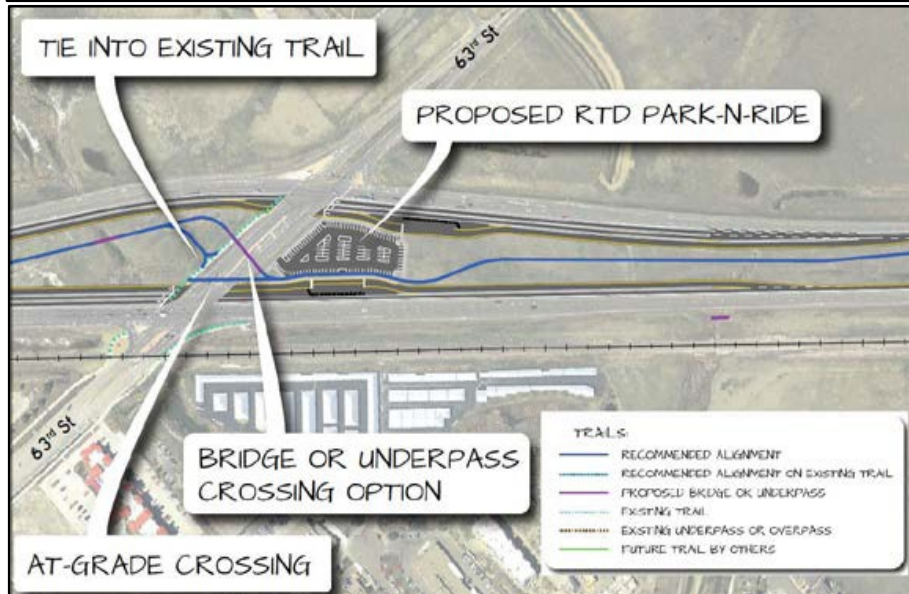 63rd St
TIE INTO EXISTING TRAIL
PROPOSED RTD PARK-N-RIDE
63rd St
BRIDGE OR UNDERPASS
CROSSING OPTION
AT-GRADE CROSSING
TRAILS:
RECOMMENDED ALIGNMENT
RECOMMENDED ALIGNMENT ON EXISTING TRAIL
PROPOSED BRIDGE OR UNDERPASS
EXISTING TRAIL
EXISTING UNDERPASS OR OVERPASS
FUTURE TRAIL BY OTHERS